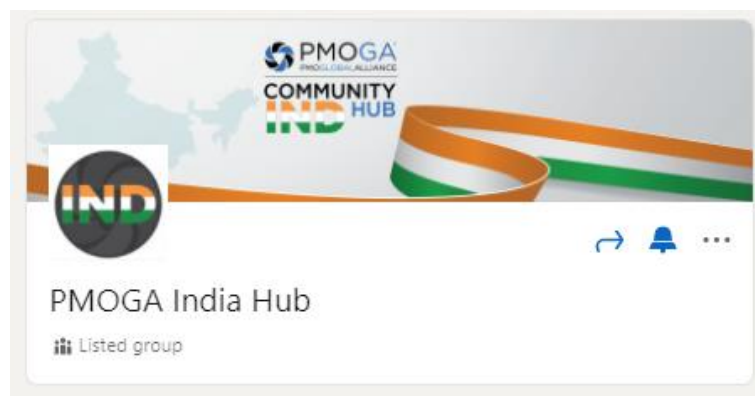 PMOGA
PMOGLOBALALLIANCE
COMMUNITY
IND HUB
IND
PMOGA India Hub
Listed group